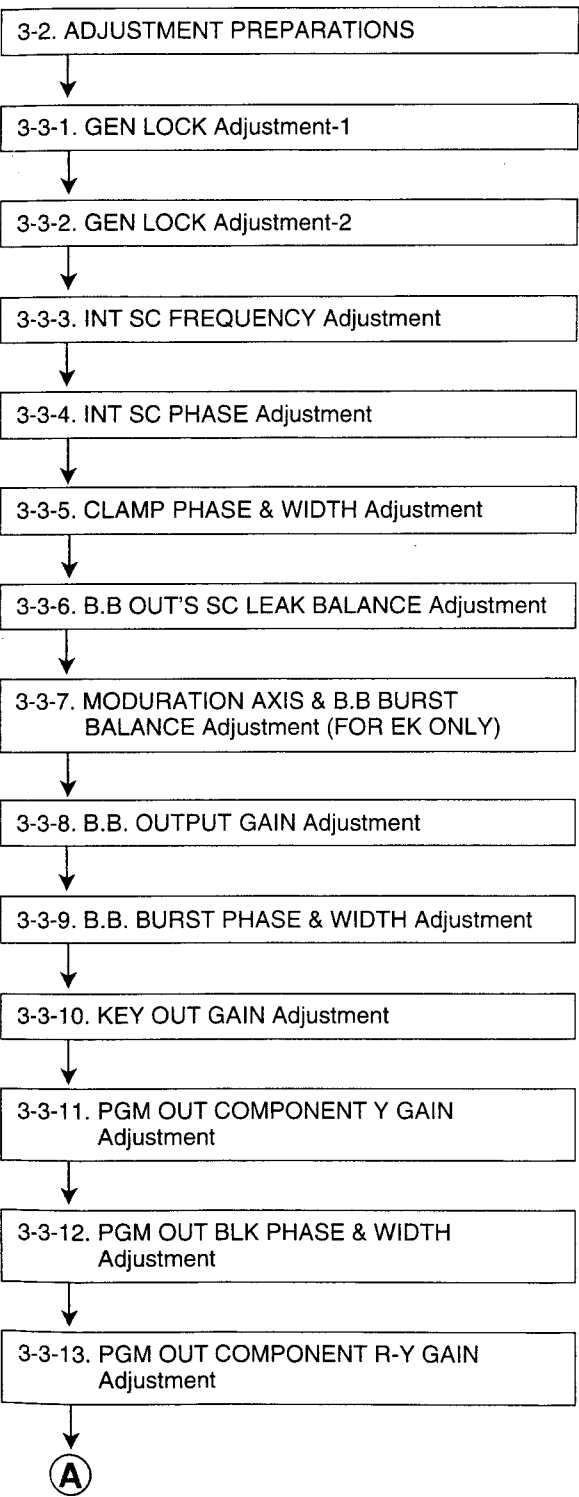 3-2. ADJUSTMENT PREPARATIONS
3-3-1. GEN LOCK Adjustment-1
3-3-2. GEN LOCK Adjustment-2
3-3-3. INT SC FREQUENCY Adjustment
3-3-4. INT SC PHASE Adjustment
3-3-5. CLAMP PHASE & WIDTH Adjustment
3-3-6. B.B OUT'S SC LEAK BALANCE Adjustment
3-3-7. MODURATION AXIS & B.B BURST
BALANCE Adjustment (FOR EK ONLY)
3-3-8. B.B. OUTPUT GAIN Adjustment
3-3-9. B.B. BURST PHASE & WIDTH Adjustment
3-3-10. KEY OUT GAIN Adjustment
3-3-11. PGM OUT COMPONENT Y GAIN
Adjustment
3-3-12. PGM OUT BLK PHASE & WIDTH
Adjustment
3-3-13. PGM OUT COMPONENT R-Y GAIN
Adjustment
A